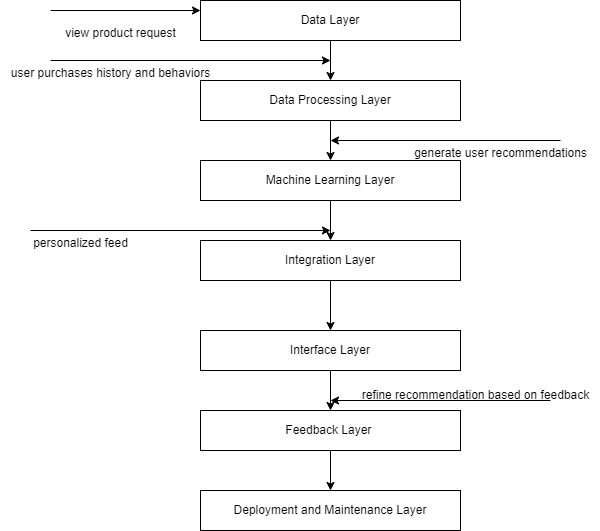 Data Layer
view product request
user purchases history and behaviors
Data Processing Layer
generate user recommendations
Machine Learning Layer
personalized feed
Integration Layer
Interface Layer
refine recommendation based on feedback
Feedback Layer
Deployment and Maintenance Layer